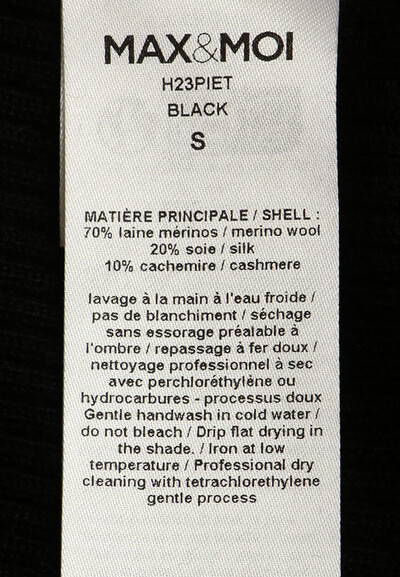 MAX&MOI
H23PIET
BLACK
S
MATIÈRE PRINCIPALE / SHELL :
70% laine mérinos / merino wool
20% soie / silk
10% cachemire / cashmere
lavage à la main à l'eau froide /
pas de blanchiment / séchage
sans essorage préalable à
l'ombre / repassage à fer doux /
nettoyage professionnel à sec
avec perchloréthylène ou
hydrocarbures - processus doux
Gentle handwash in cold water /
do not bleach / Drip flat drying in
the shade. / Iron at low
temperature / Professional dry
cleaning with tetrachlorethylene
gentle process